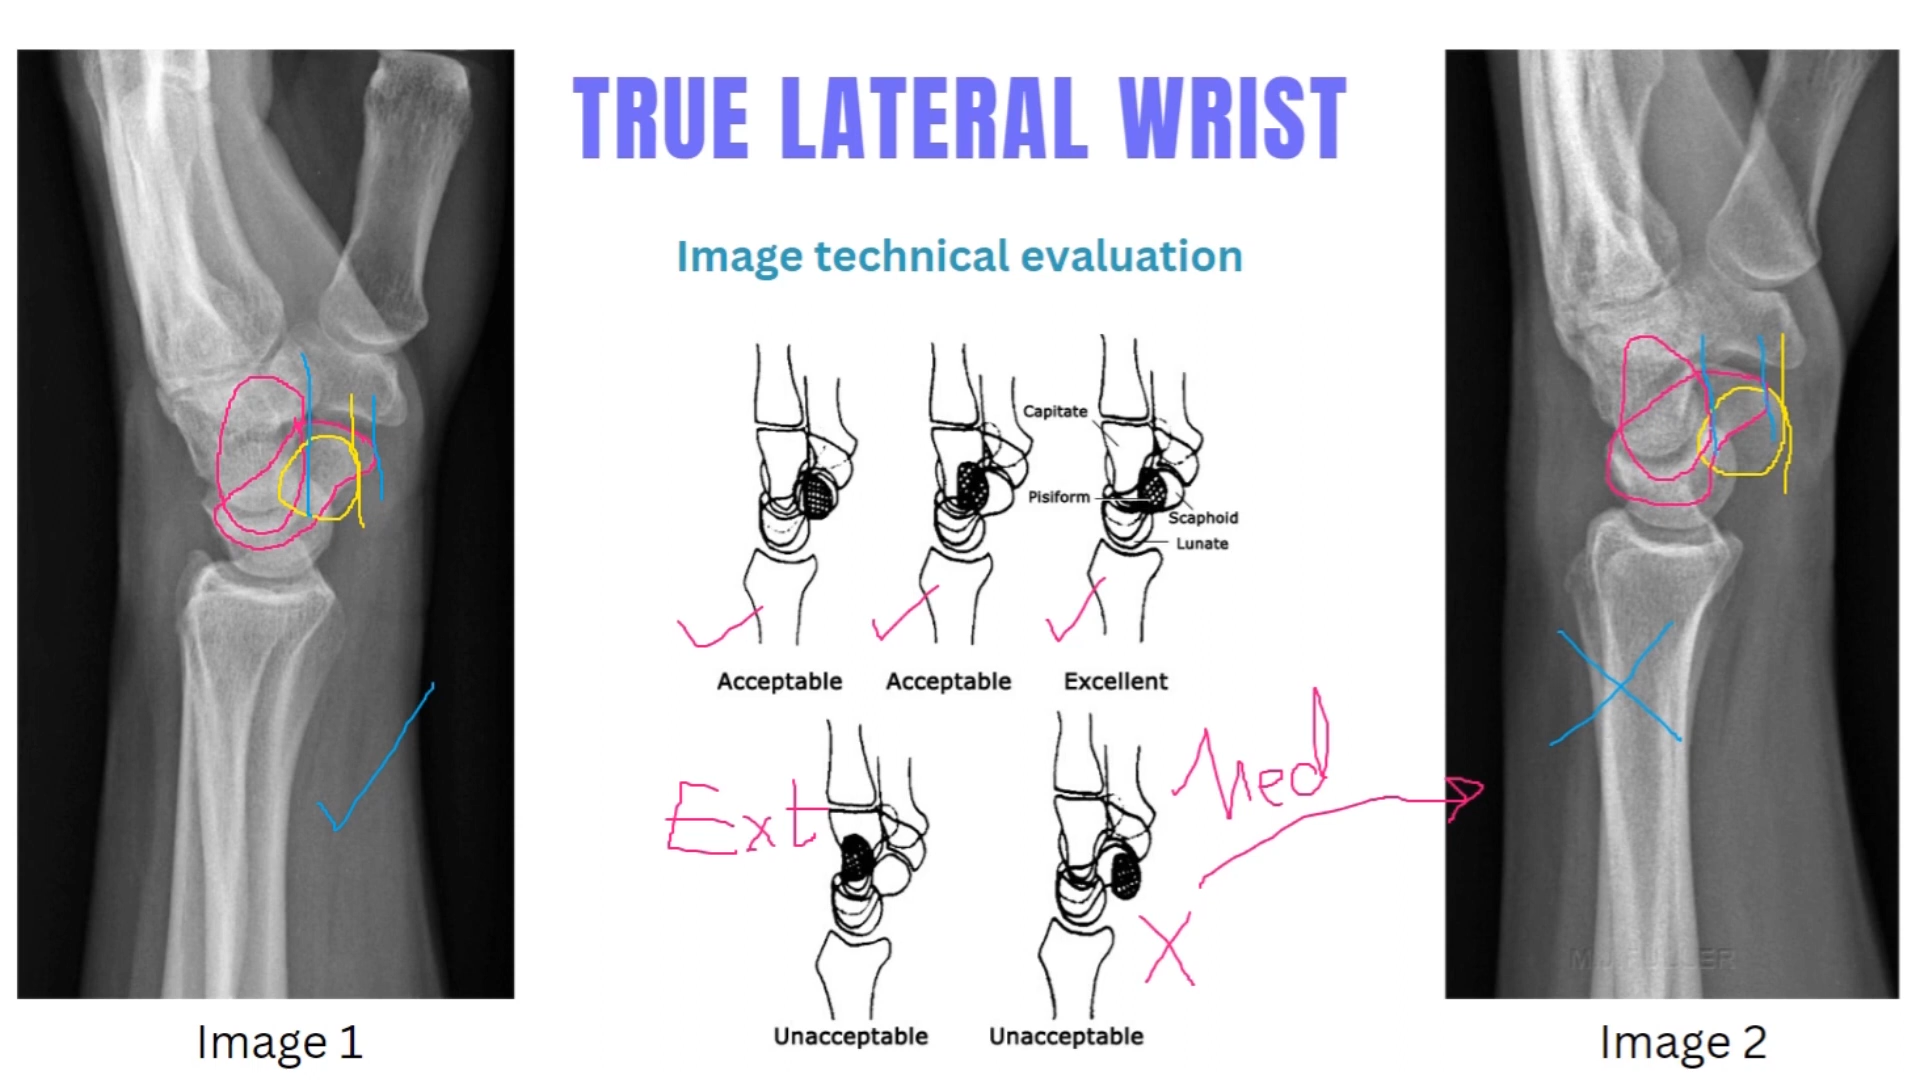 TRUE LATERAL WRIST
Image technical evaluation
Capitate
Pisiform
Scaphoid
Lunate
Acceptable
Acceptable
Excellent
Ext
Med
Unacceptable
Unacceptable
M.J FULLER
Image 1
Image 2